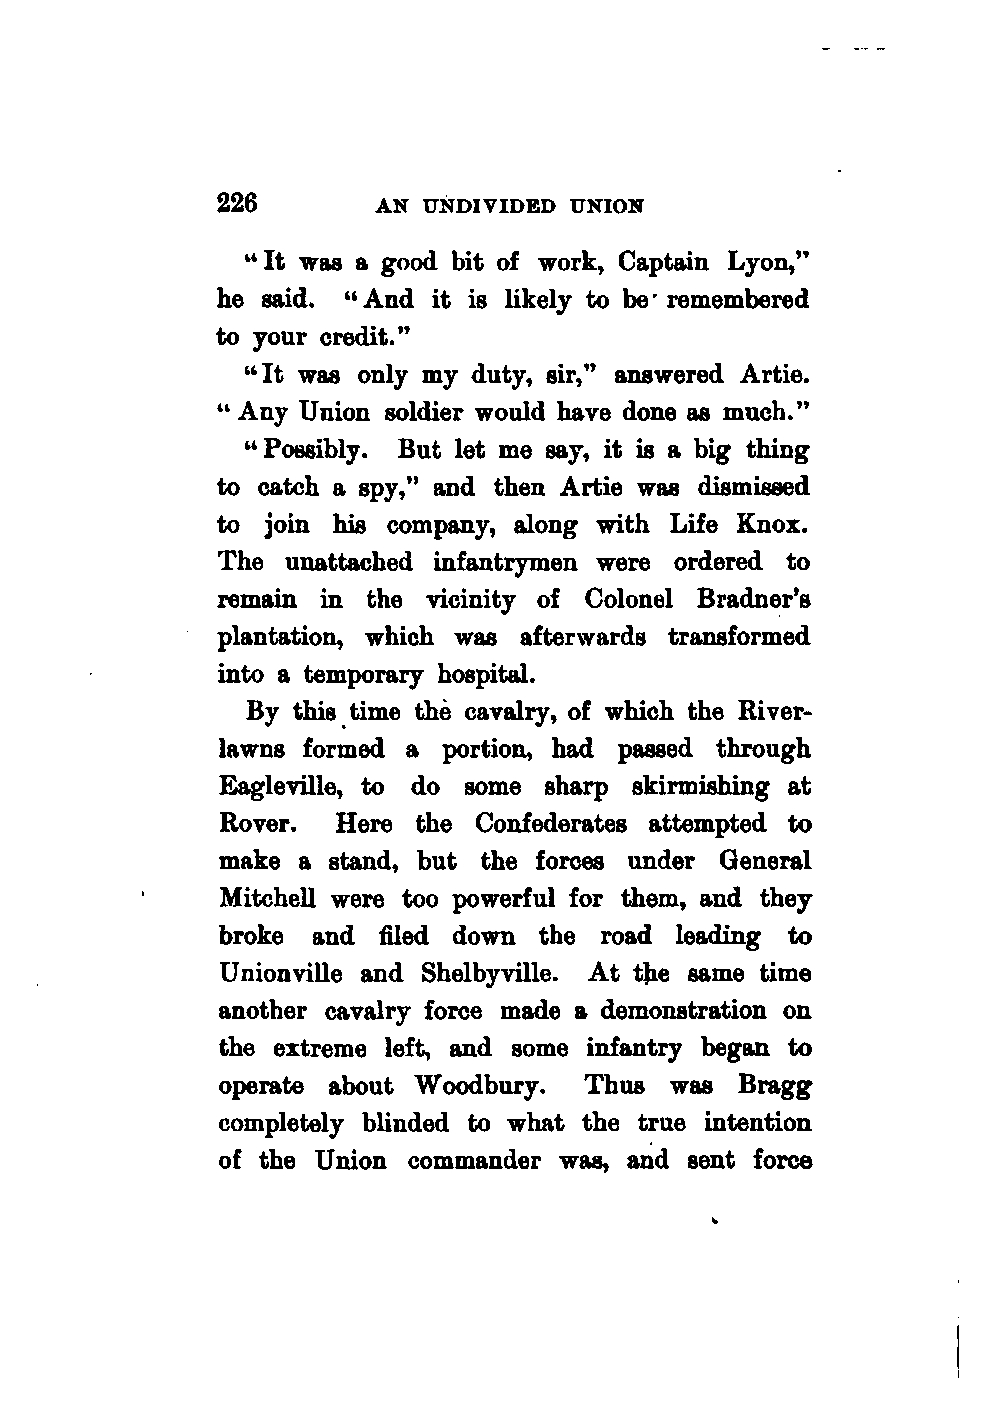 226 AN UNDIVIDED UNION
“It was a good bit of work, Captain Lyon,”
he said. “And it is likely to be remembered
to your credit.”
“It was only my duty, sir,” answered Artie.
“Any Union soldier would have done as much.”
“Possibly. But let me say, it is a big thing
to catch a spy,” and then Artie was dismissed
to join his company, along with Life Knox.
The unattached infantrymen were ordered to
remain in the vicinity of Colonel Bradner’s
plantation, which was afterwards transformed
into a temporary hospital.
By this time the cavalry, of which the River-
lawns formed a portion, had passed through
Eagleville, to do some sharp skirmishing at
Rover. Here the Confederates attempted to
make a stand, but the forces under General
Mitchell were too powerful for them, and they
broke and filed down the road leading to
Unionville and Shelbyville. At the same time
another cavalry force made a demonstration on
the extreme left, and some infantry began to
operate about Woodbury. Thus was Bragg
completely blinded to what the true intention
of the Union commander was, and sent force